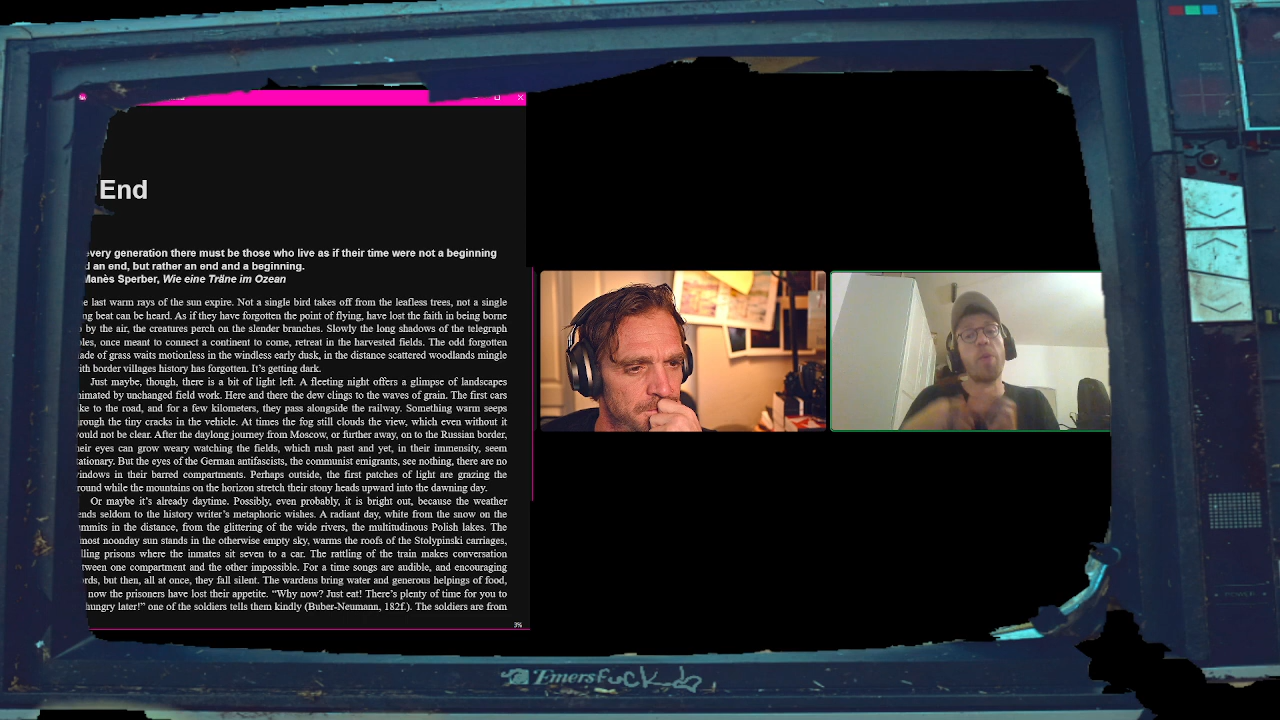 End
every generation there must be those who live as if their time were not a beginning
an end, but rather an end and a beginning.
Manès Sperber, Wie eine Träne im Ozean
last warm rays of the sun expire. Not a single bird takes off from the leafless trees, not a single
beat can be heard. As if they have forgotten the point of flying, have lost the faith in being borne
by the air, the creatures perch on the slender branches. Slowly the long shadows of the telegraph
once meant to connect a continent to come, retreat in the harvested fields. The odd forgotten
of grass waits motionless in the windless early dusk, in the distance scattered woodlands mingle
border villages history has forgotten. It's getting dark.
Just maybe, though, there is a bit of light left. A fleeting night offers a glimpse of landscapes
by unchanged field work. Here and there the dew clings to the waves of grain. The first cars
to the road, and for a few kilometers, they pass alongside the railway. Something warm seeps
the tiny cracks in the vehicle. At times the fog still clouds the view, which even without it
not be clear. After the daylong journey from Moscow, or further away, on to the Russian border,
eyes can grow weary watching the fields, which rush past and yet, in their immensity, seem
But the eyes of the German antifascists, the communist emigrants, see nothing, there are no
in their barred compartments. Perhaps outside, the first patches of light are grazing the
while the mountains on the horizon stretch their stony heads upward into the dawning day.
Or maybe it's already daytime. Possibly, even probably, it is bright out, because the weather
seldom to the history writer's metaphoric wishes. A radiant day, white from the snow on the
in the distance, from the glittering of the wide rivers, the multitudinous Polish lakes. The
noonday sun stands in the otherwise empty sky, warms the roofs of the Stolypinski carriages,
prisons where the inmates sit seven to a car. The rattling of the train makes conversation
one compartment and the other impossible. For a time songs are audible, and encouraging
but then, all at once, they fall silent. The wardens bring water and generous helpings of food,
now the prisoners have lost their appetite. “Why now? Just eat! There's plenty of time for you to
hungry later!” one of the soldiers tells them kindly (Buber-Neumann, 182f.). The soldiers are from
3%
POWER